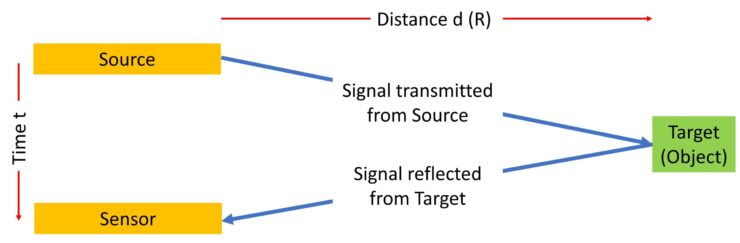 Distance d (R)
Source
Signal transmitted
from Source
Time t
Target
(Object)
Signal reflected
from Target
Sensor